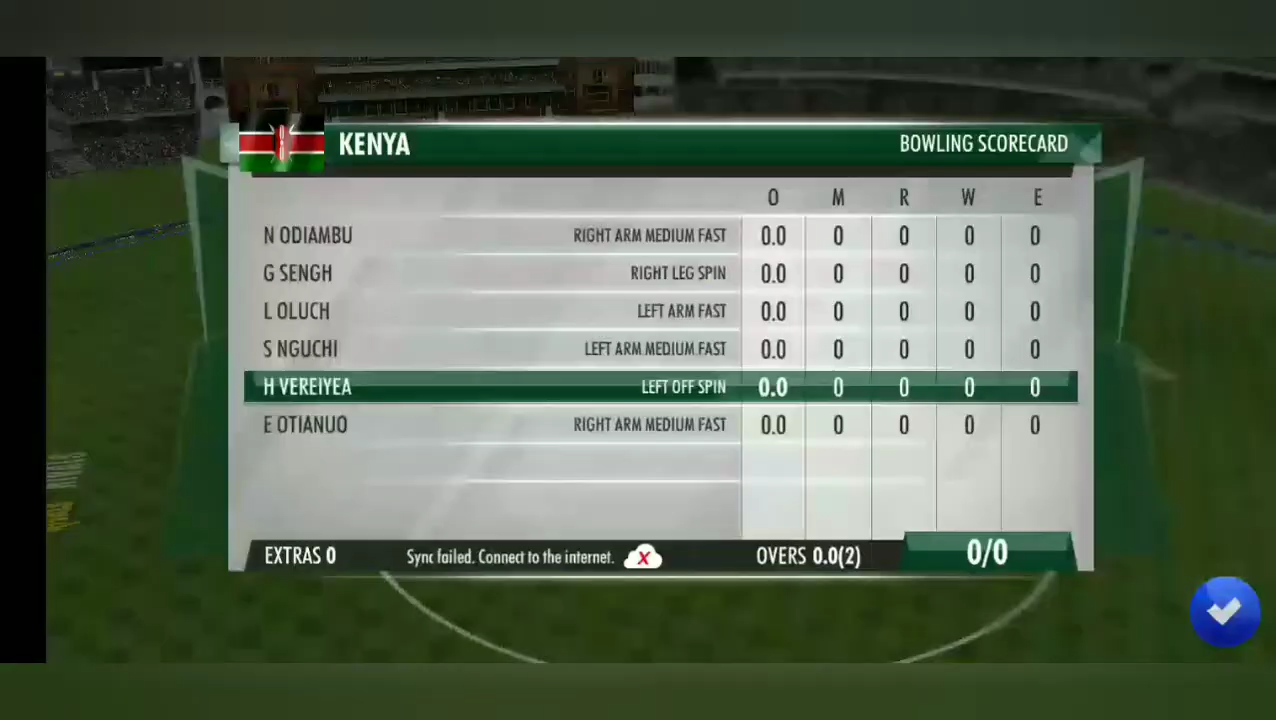 KENYA BOWLING SCORECARD
O M R W E
N ODIAMBU RIGHT ARM MEDIUM FAST 0.0 0 0 0 0
G SENGH RIGHT LEG SPIN 0.0 0 0 0 0
L OLUCH LEFT ARM FAST 0.0 0 0 0 0
S NGUCHI LEFT ARM MEDIUM FAST 0.0 0 0 0 0
H VEREIYEA LEFT OFF SPIN 0.0 0 0 0 0
E OTIANUO RIGHT ARM MEDIUM FAST 0.0 0 0 0 0
EXTRAS 0 Sync failed. Connect to the internet. X OVERS 0.0(2) 0/0